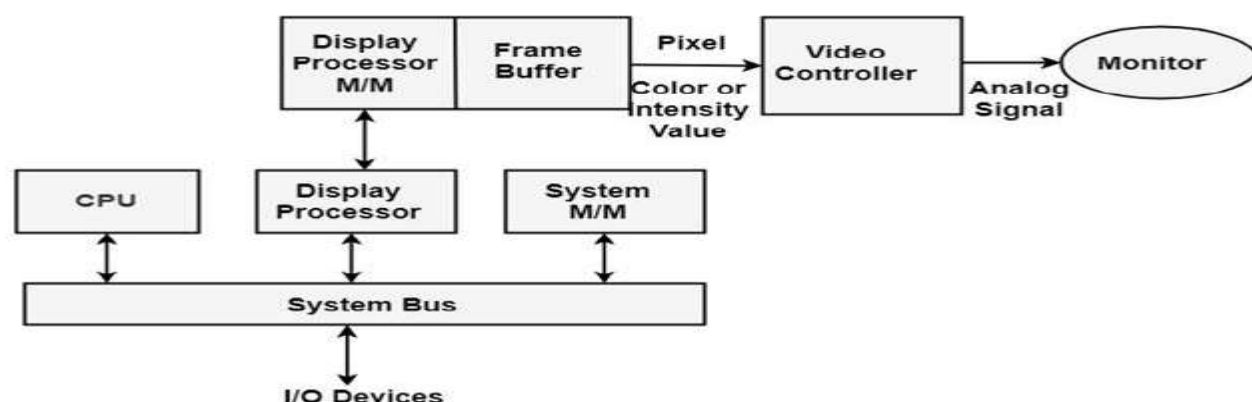 Display
Processor
M/M
Frame
Buffer
Pixel
Color or
Intensity
Value
Video
Controller
Analog
Signal
Monitor
CPU
Display
Processor
System
M/M
System Bus
I/O Devices